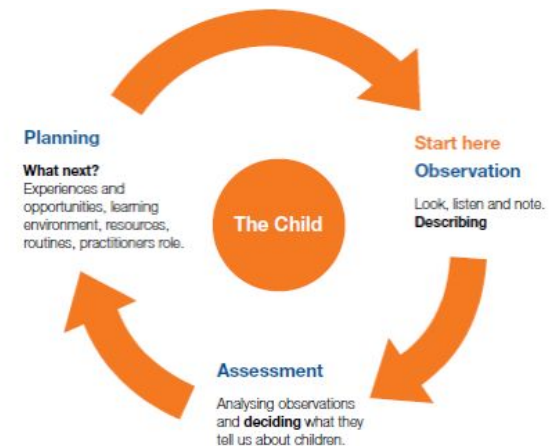 Planning
What next?
Experiences and
opportunities, learning
environment, resources,
routines, practitioners role.
The Child
Start here
Observation
Look, listen and note.
Describing
Assessment
Analysing observations
and deciding what they
tell us about children.